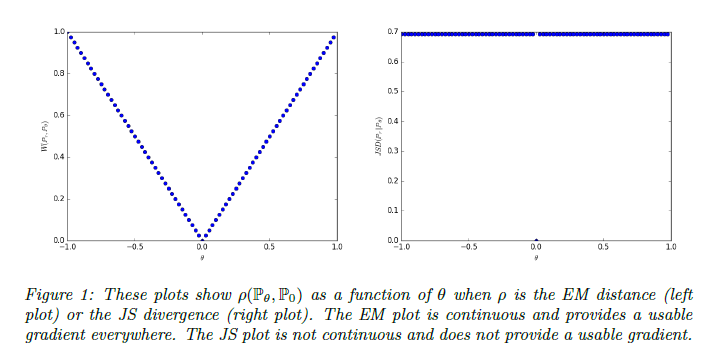 1.0
0.8
0.6
0.4
0.2
0.0
−1.0 −0.5 0.0 0.5 1.0
θ
0.7
0.6
0.5
0.4
0.3
0.2
0.1
0.0
−1.0 −0.5 0.0 0.5 1.0
θ
Figure 1: These plots show ρ(ℙθ, ℙ₀) as a function of θ when ρ is the EM distance (left
plot) or the JS divergence (right plot). The EM plot is continuous and provides a usable
gradient everywhere. The JS plot is not continuous and does not provide a usable gradient.